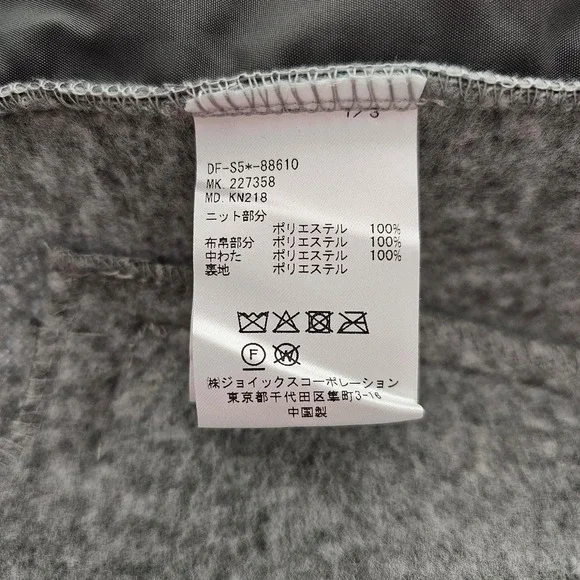 1/3
DF-S5*-88610
MK. 227358
MD. KN218
ニット部分
ポリエステル 100%
布帛部分 ポリエステル 100%
中わた ポリエステル 100%
裏地 ポリエステル
F W
㈱ジョイックスコーポレーション
東京都千代田区隼町3-16
中国製